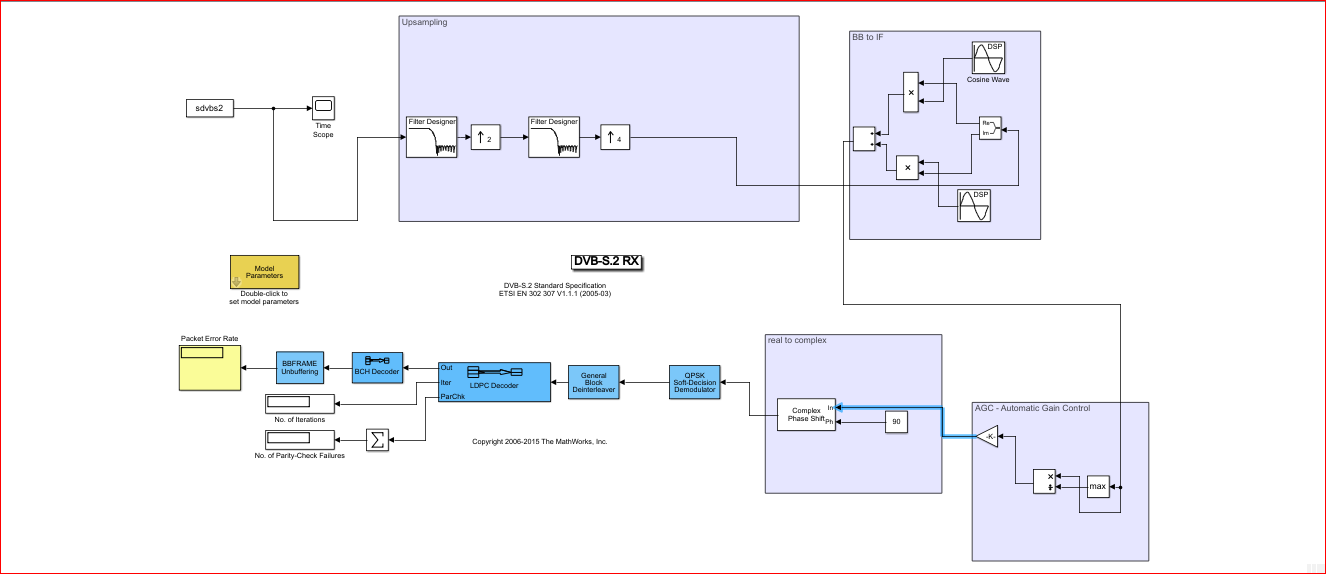 Upsampling
BB to IF
DSP
Cosine Wave
sdvbs2
Time
Scope
Filter Designer
2
Filter Designer
4
×
Re
Im
+
+
×
DSP
Model
Parameters
Double-click to
set model parameters
DVB-S.2 RX
DVB-S.2 Standard Specification
ETSI EN 302 307 V1.1.1 (2005-03)
Packet Error Rate
BBFRAME
Unbuffering
BCH Decoder
Out
Iter
ParChk
LDPC Decoder
General
Block
Deinterleaver
QPSK
Soft-Decision
Demodulator
real to complex
Complex
Phase Shift
In
Ph
90
AGC - Automatic Gain Control
-K-
×
÷
max
No. of Iterations
Σ
No. of Parity-Check Failures
Copyright 2006-2015 The MathWorks, Inc.